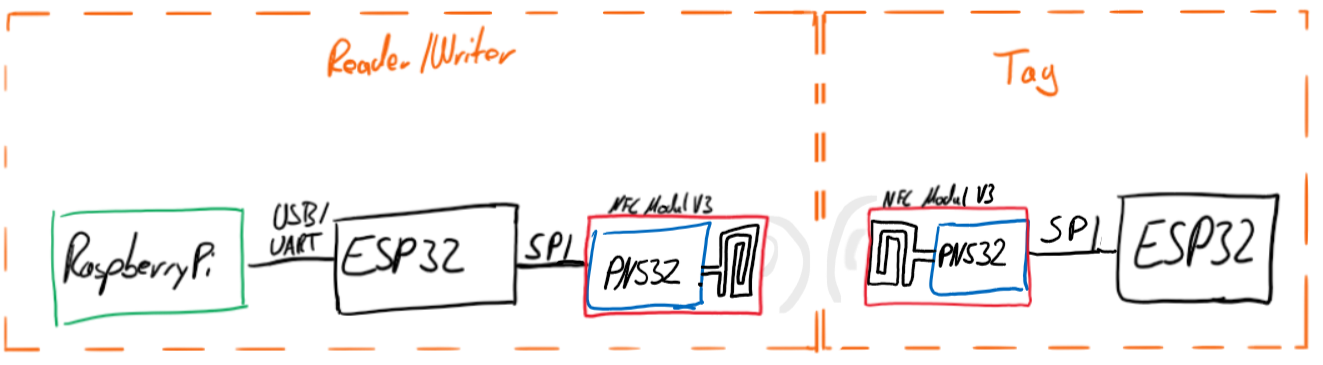 Reader/Writer
Tag
RaspberryPi
USB/
UART
ESP32
SPI
NFC Modul V3
PN532
NFC Modul V3
PN532
SPI
ESP32